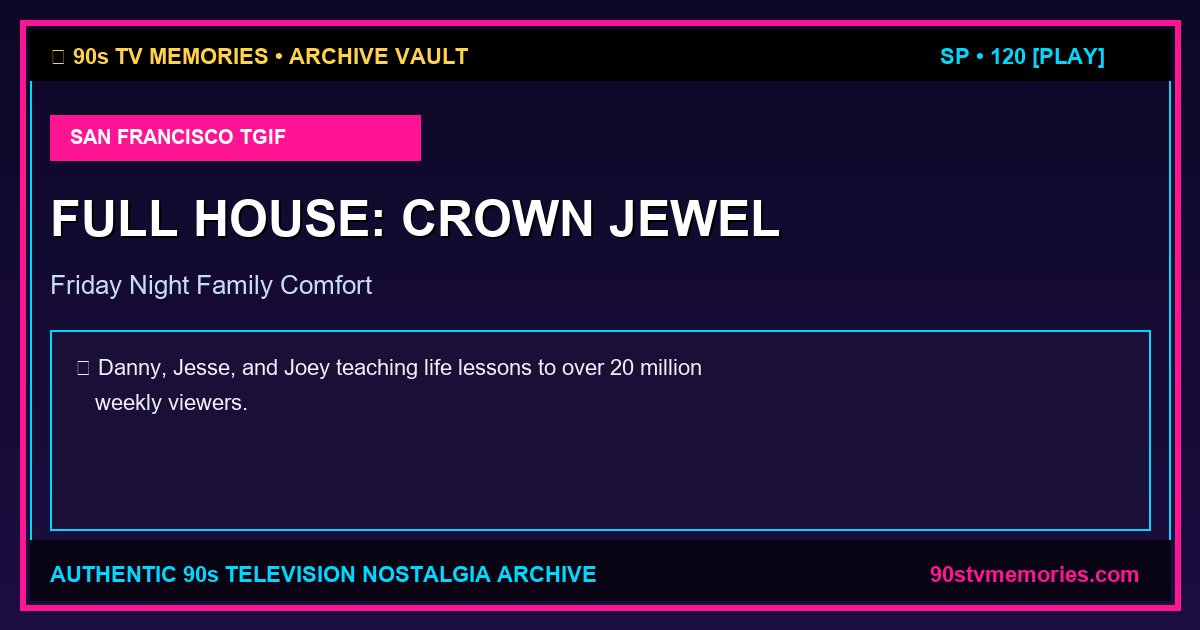 90s TV MEMORIES • ARCHIVE VAULT
SP • 120 [PLAY]
SAN FRANCISCO TGIF
FULL HOUSE: CROWN JEWEL
Friday Night Family Comfort
Danny, Jesse, and Joey teaching life lessons to over 20 million
weekly viewers.
AUTHENTIC 90s TELEVISION NOSTALGIA ARCHIVE
90stvmemories.com